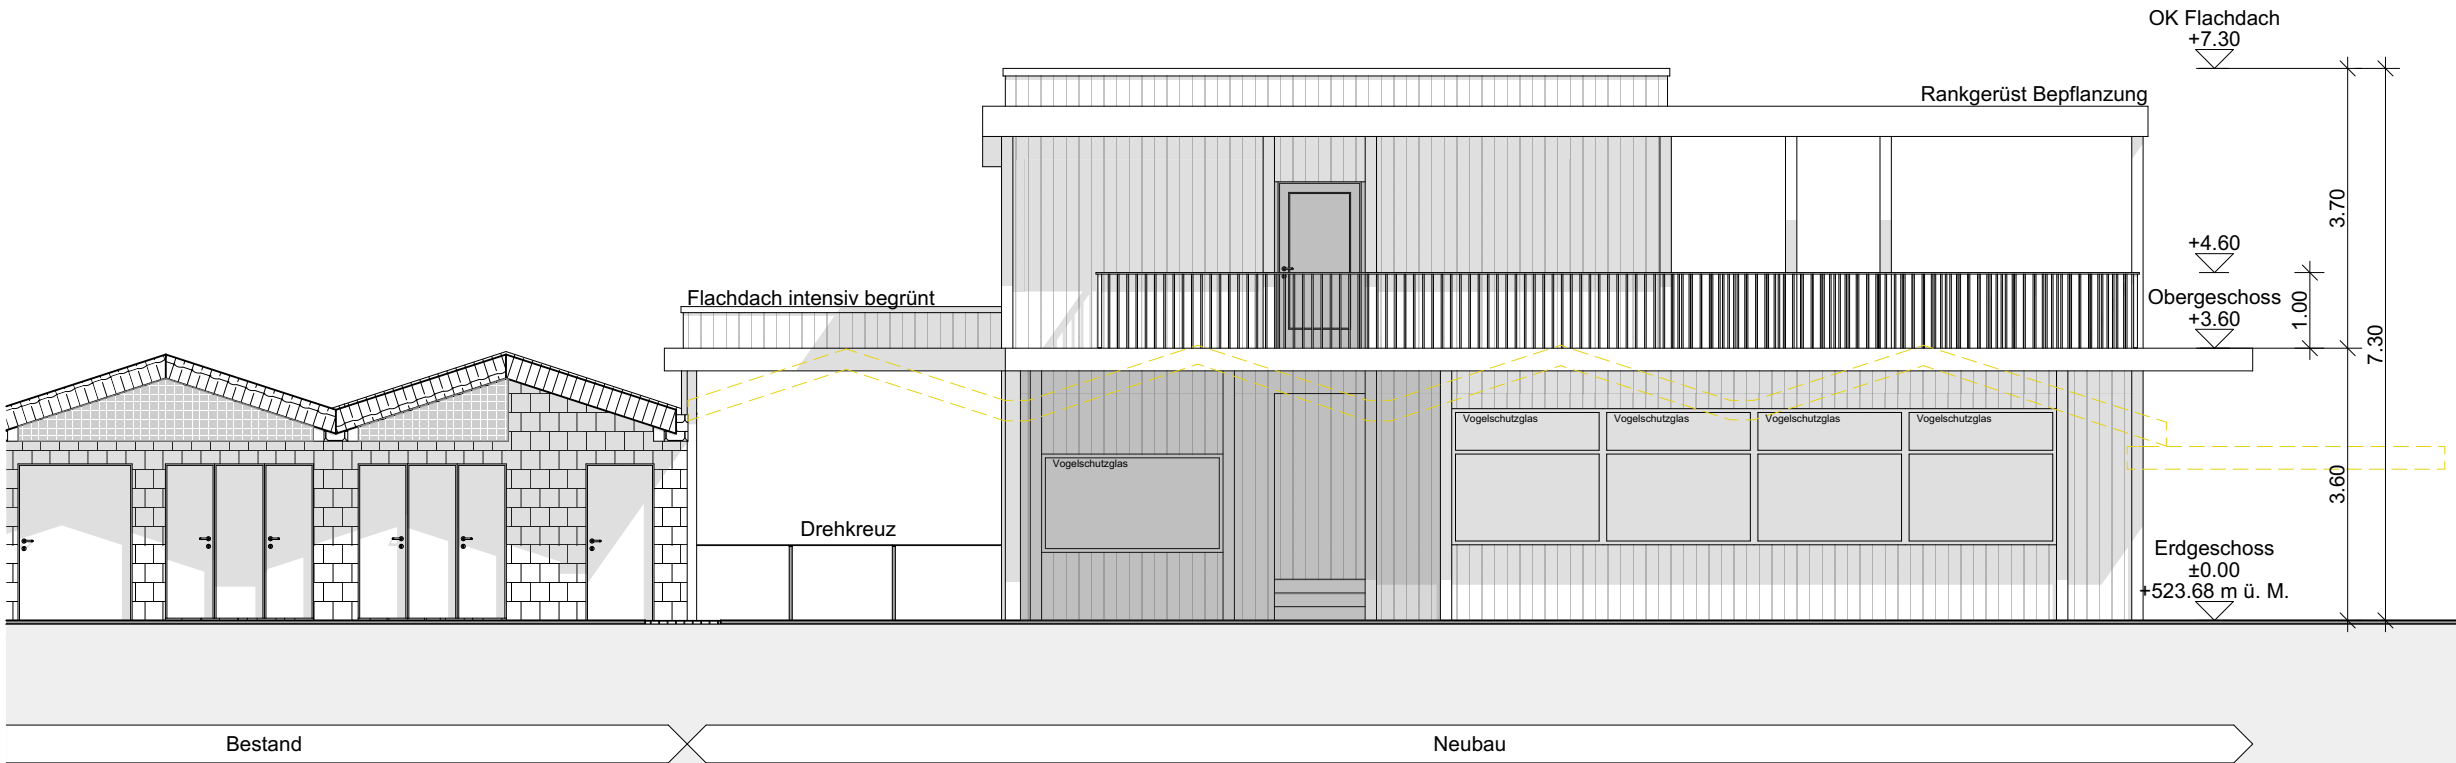 OK Flachdach
+7.30
Rankgerüst Bepflanzung
3.70
+4.60
Flachdach intensiv begrünt
Obergeschoss
+3.60
1.00
7.30
Vogelschutzglas
Vogelschutzglas
Vogelschutzglas
Vogelschutzglas
Vogelschutzglas
3.60
Drehkreuz
Erdgeschoss
±0.00
+523.68 m ü. M.
Bestand
Neubau